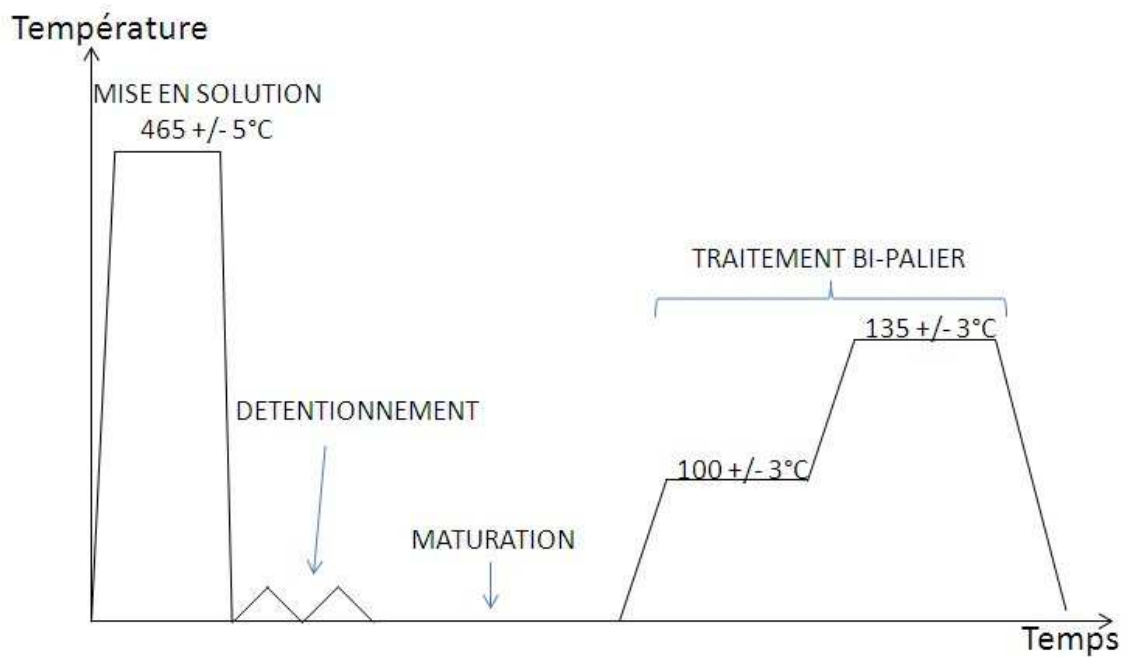 Température
MISE EN SOLUTION
465 +/- 5°C
TRAITEMENT BI-PALIER
135 +/- 3°C
DETENTIONNEMENT
100 +/- 3°C
MATURATION
Temps